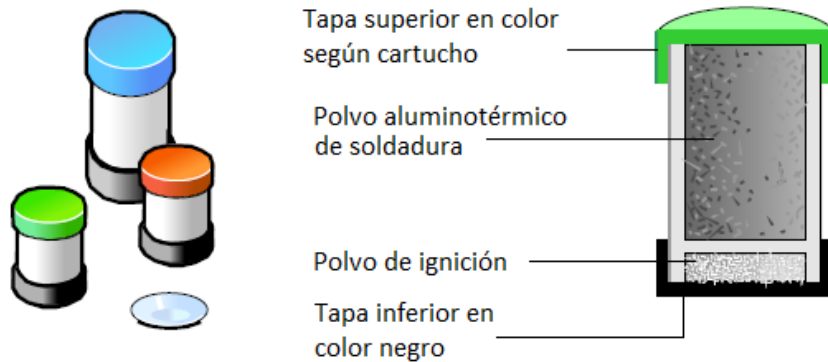 Tapa superior en color
según cartucho
Polvo aluminotérmico
de soldadura
Polvo de ignición
Tapa inferior en
color negro